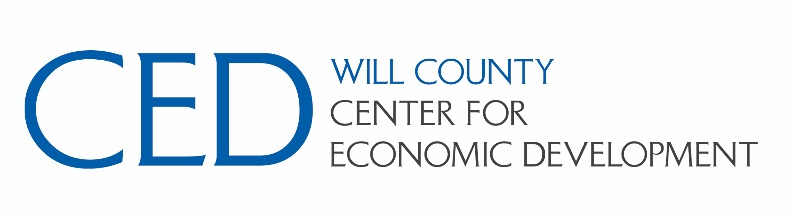 CED
WILL COUNTY
CENTER FOR
ECONOMIC DEVELOPMENT